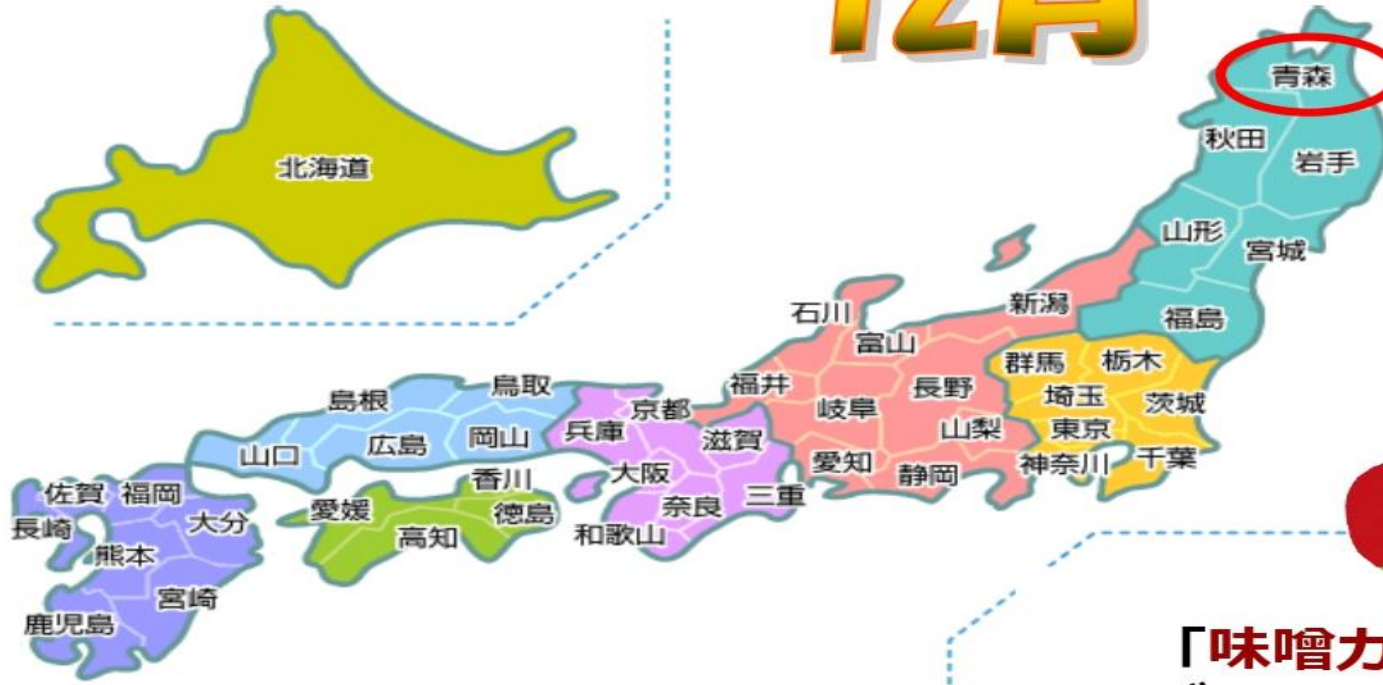 12月
青森
秋田
岩手
北海道
山形
宮城
新潟
石川
福島
富山
群馬
栃木
福井
長野
鳥取
島根
埼玉
茨城
京都
岐阜
兵庫
滋賀
山梨
東京
岡山
広島
山口
愛知
千葉
神奈川
静岡
大阪
香川
佐賀
福岡
三重
奈良
愛媛
徳島
大分
長崎
高知
和歌山
熊本
宮崎
鹿児島
「味噌カ